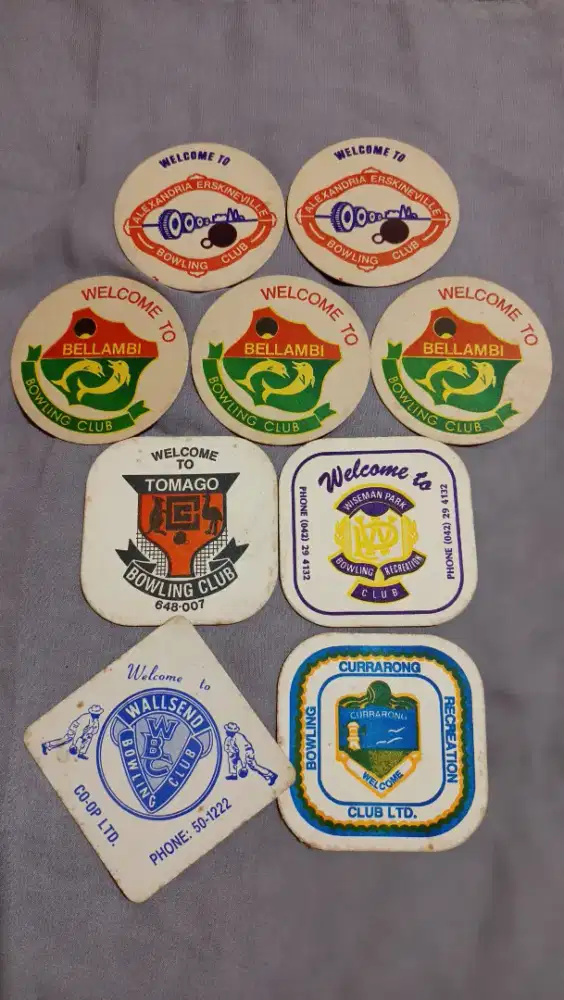 WELCOME TO
ALEXANDRIA ERSKINEVILLE
BOWLING CLUB
WELCOME TO
ALEXANDRIA ERSKINEVILLE
BOWLING CLUB
WELCOME TO
BELLAMBI
BOWLING CLUB
WELCOME TO
BELLAMBI
BOWLING CLUB
WELCOME TO
BELLAMBI
BOWLING CLUB
WELCOME
TO
TOMAGO
BOWLING CLUB
648-007
Welcome to
WISEMAN PARK
BOWLING RECREATION
CLUB
PHONE (042) 29 4132
PHONE (042) 29 4132
Welcome to
WALLSEND
WBC
BOWLING CLUB
CO-OP LTD.
PHONE: 50-1222
CURRARONG
BOWLING
RECREATION
CURRARONG
WELCOME
CLUB LTD.